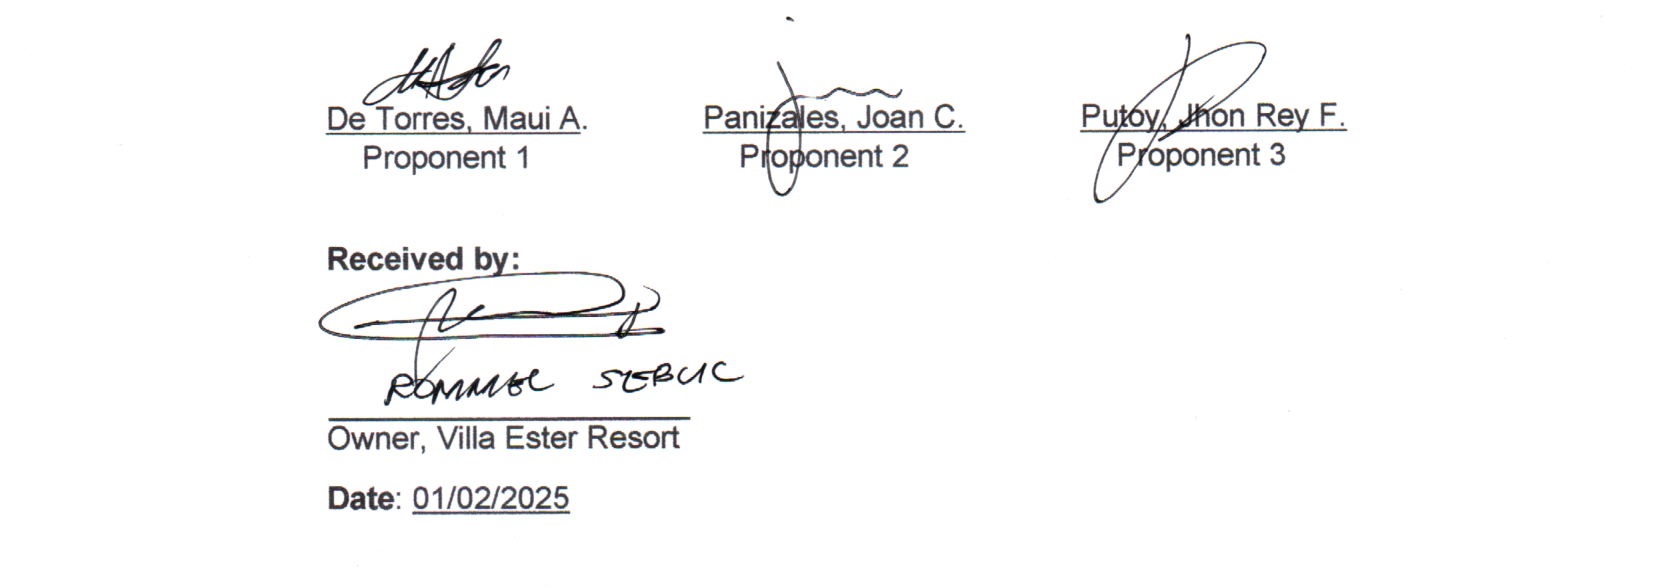 De Torres, Maui A. Panizales, Joan C. Putoy, Jhon Rey F.
Proponent 1 Proponent 2 Proponent 3
Received by:
ROMMEL
Owner, Villa Ester Resort
Date: 01/02/2025